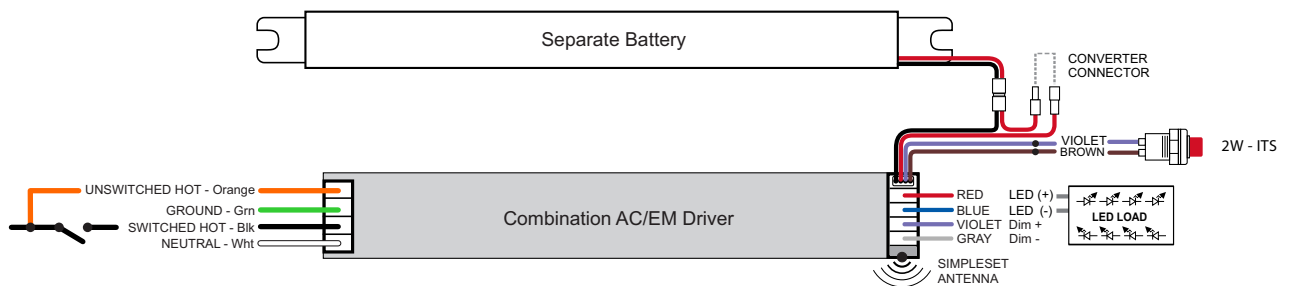 Separate Battery
CONVERTER
CONNECTOR
VIOLET
BROWN
2W - ITS
UNSWITCHED HOT - Orange
GROUND - Grn
SWITCHED HOT - Blk
NEUTRAL - Wht
Combination AC/EM Driver
RED LED (+)
BLUE LED (-)
VIOLET Dim +
GRAY Dim -
LED LOAD
SIMPLESET
ANTENNA